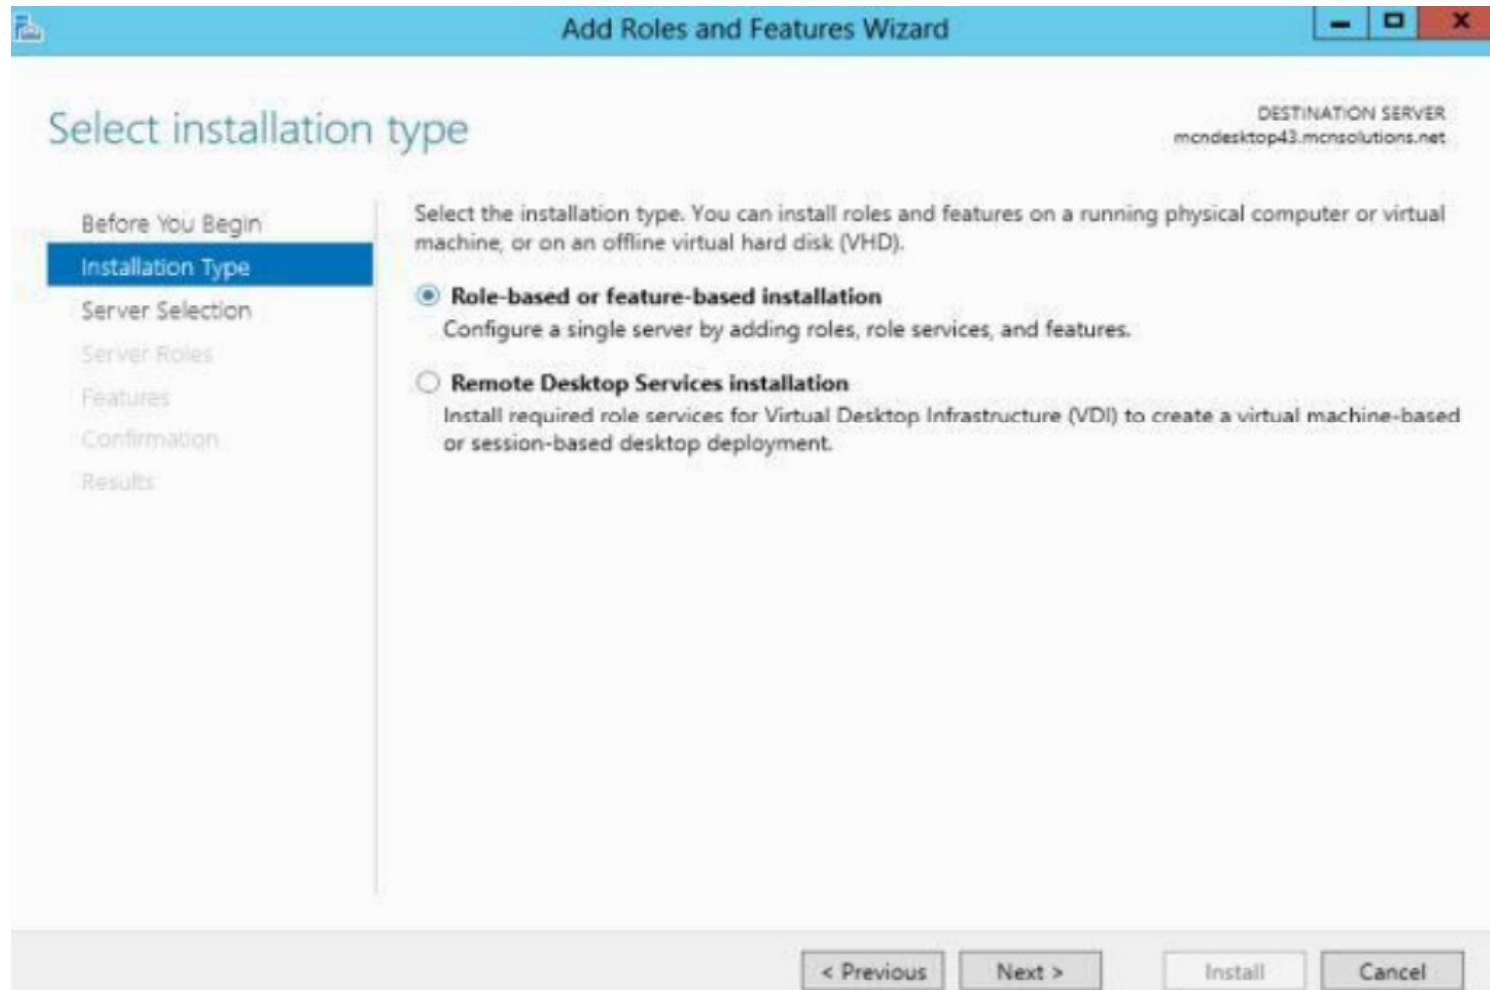 Add Roles and Features Wizard
Select installation type
DESTINATION SERVER
mcndesktop43.mcnsolutions.net
Before You Begin
Installation Type
Server Selection
Server Roles
Features
Confirmation
Results
Select the installation type. You can install roles and features on a running physical computer or virtual
machine, or on an offline virtual hard disk (VHD).
Role-based or feature-based installation
Configure a single server by adding roles, role services, and features.
Remote Desktop Services installation
Install required role services for Virtual Desktop Infrastructure (VDI) to create a virtual machine-based
or session-based desktop deployment.
< Previous
Next >
Install
Cancel